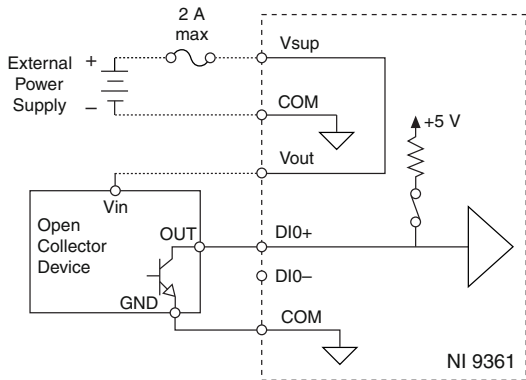 2 A
max
External
Power
Supply
+
–
Vsup
COM
+5 V
Vout
Vin
Open
Collector
Device
OUT
GND
DI0+
DI0–
COM
NI 9361